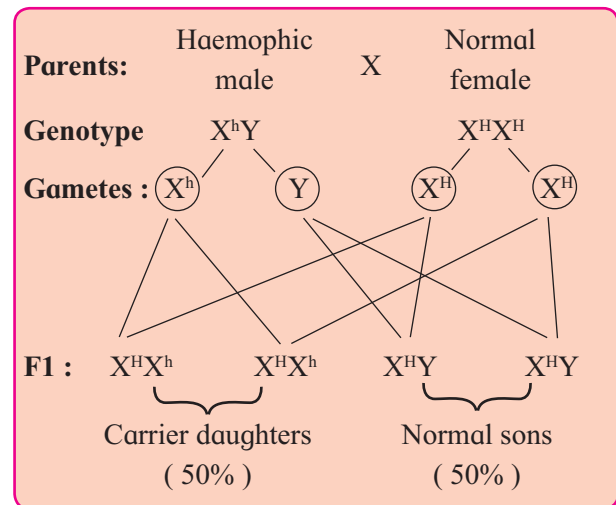 Parents: Haemophic male X Normal female
Genotype XʰY XᴴXᴴ
Gametes : Xʰ Y Xᴴ Xᴴ
F1 : XᴴXʰ XᴴXʰ XᴴY XᴴY
Carrier daughters Normal sons
( 50% ) ( 50% )